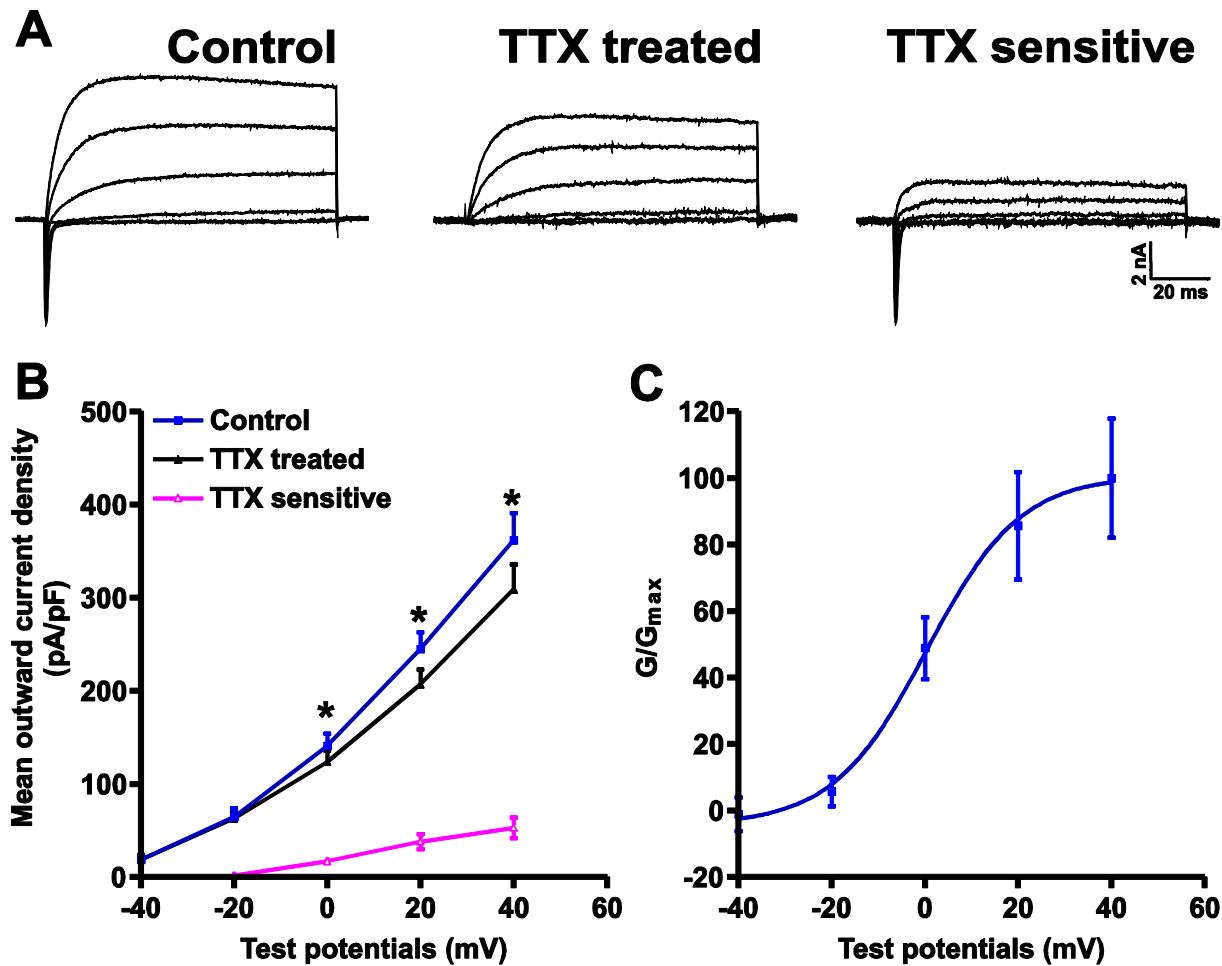 A
Control
TTX treated
TTX sensitive
2 nA
20 ms
B
Control
TTX treated
TTX sensitive
Mean outward current density
(pA/pF)
500
400
300
200
100
0
*
*
*
-40
-20
0
20
40
60
Test potentials (mV)
C
G/Gmax
120
100
80
60
40
20
0
-20
-40
-20
0
20
40
60
Test potentials (mV)